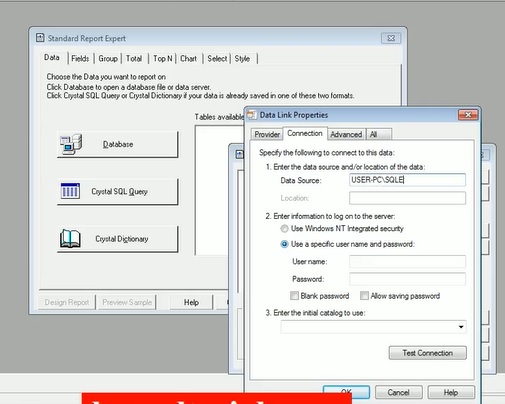 Standard Report Expert
Data Fields Group Total Top N Chart Select Style
Choose the Data you want to report on
Click Database to open a database file or data server.
Click Crystal SQL Query or Crystal Dictionary if your data is already saved in one of these two formats.
Tables available
Database
Crystal SQL Query
Crystal Dictionary
Design Report Preview Sample Help
Data Link Properties
Provider Connection Advanced All
Specify the following to connect to this data:
1. Enter the data source and/or location of the data:
Data Source: USER-PC\SQLE
Location:
2. Enter information to log on to the server:
Use Windows NT Integrated security
Use a specific user name and password:
User name:
Password:
Blank password Allow saving password
3. Enter the initial catalog to use:
Test Connection
OK Cancel Help